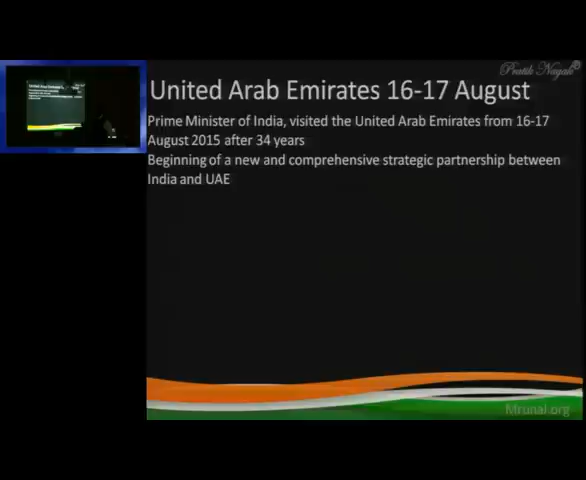 Pratik Nayak
United Arab Emirates 16-17 August
Prime Minister of India, visited the United Arab Emirates from 16-17
August 2015 after 34 years
Beginning of a new and comprehensive strategic partnership between
India and UAE
Mrunal.org